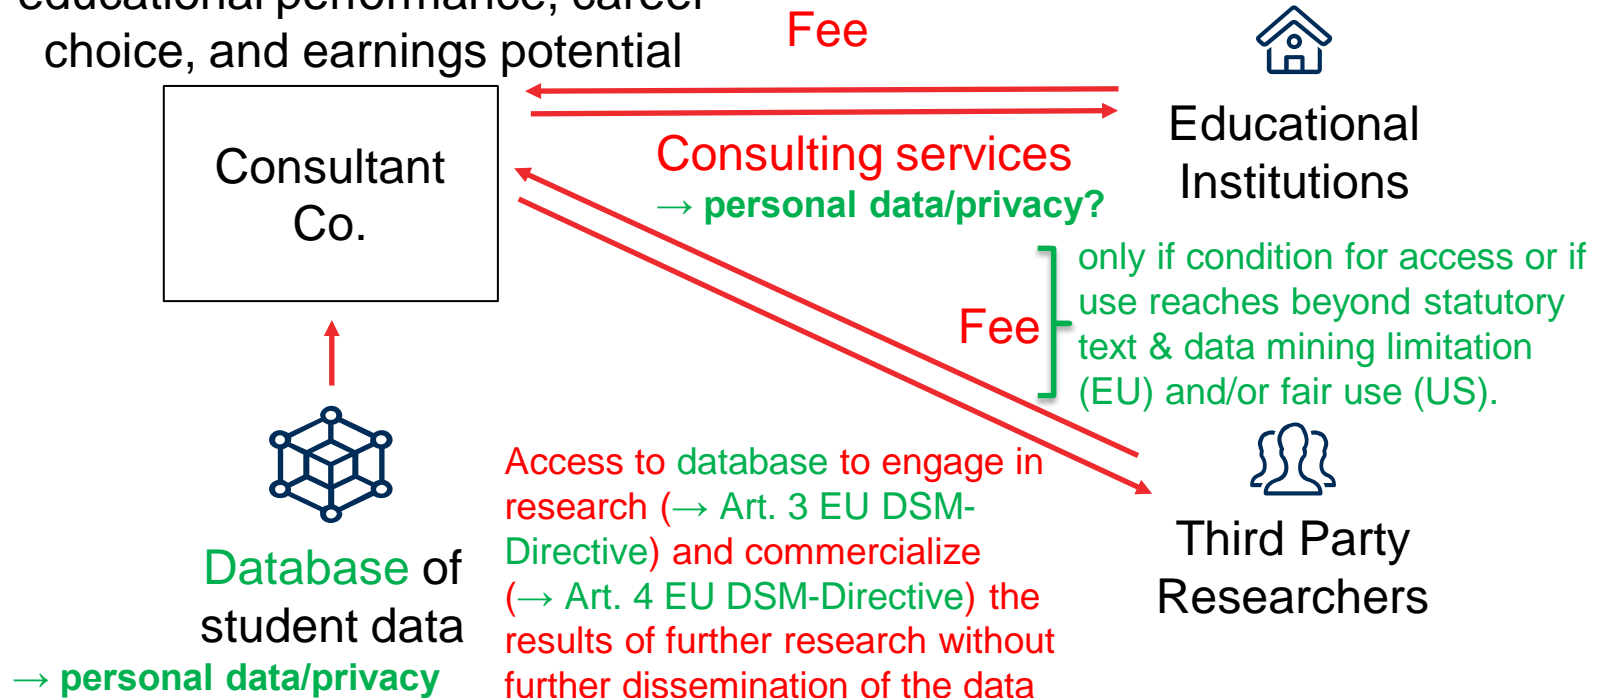 educational performance, career
choice, and earnings potential
Fee
Consultant
Co.
Consulting services
→ personal data/privacy?
Educational
Institutions
Fee
only if condition for access or if
use reaches beyond statutory
text & data mining limitation
(EU) and/or fair use (US).
Database of
student data
→ personal data/privacy
Access to database to engage in
research (→ Art. 3 EU DSM-
Directive) and commercialize
(→ Art. 4 EU DSM-Directive) the
results of further research without
further dissemination of the data
Third Party
Researchers